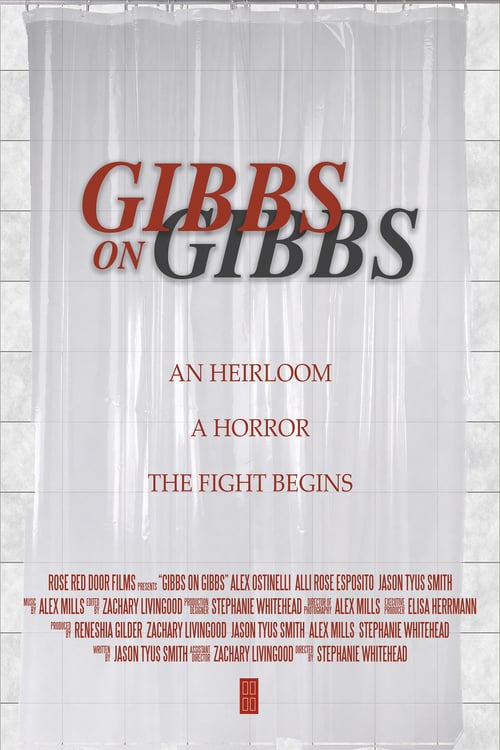 GIBBS
ON GIBBS
AN HEIRLOOM
A HORROR
THE FIGHT BEGINS
ROSE RED DOOR FILMS PRESENTS "GIBBS ON GIBBS" ALEX OSTINELLI ALLI ROSE ESPOSITO JASON TYUS SMITH
MUSIC BY ALEX MILLS EDITED BY ZACHARY LIVINGOOD PRODUCTION DESIGNER STEPHANIE WHITEHEAD DIRECTOR OF PHOTOGRAPHY ALEX MILLS EXECUTIVE PRODUCER ELISA HERRMANN
PRODUCED BY RENESHIA GILDER ZACHARY LIVINGOOD JASON TYUS SMITH ALEX MILLS STEPHANIE WHITEHEAD
WRITTEN BY JASON TYUS SMITH ASSISTANT DIRECTOR ZACHARY LIVINGOOD DIRECTED BY STEPHANIE WHITEHEAD